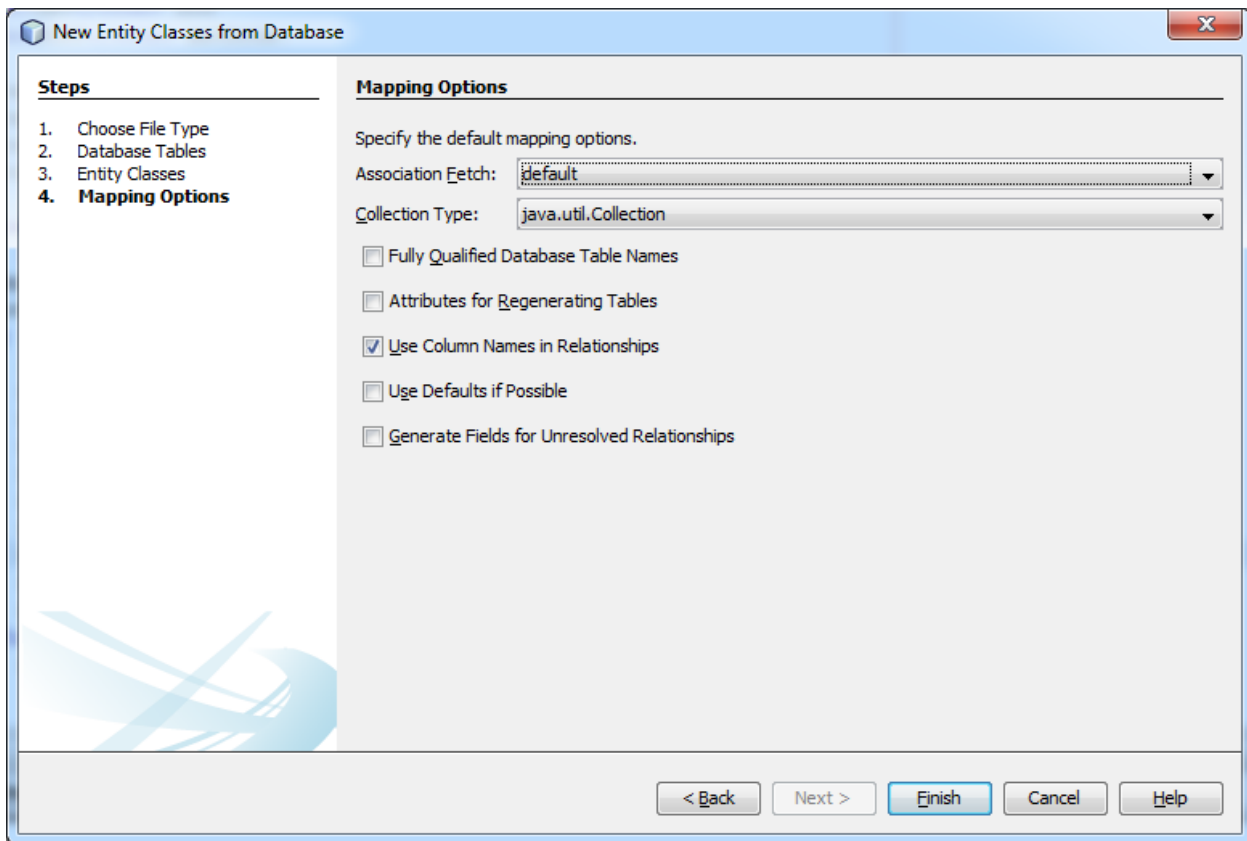 New Entity Classes from Database
X
Steps
1. Choose File Type
2. Database Tables
3. Entity Classes
4. Mapping Options
Mapping Options
Specify the default mapping options.
Association Fetch: default
Collection Type: java.util.Collection
Fully Qualified Database Table Names
Attributes for Regenerating Tables
Use Column Names in Relationships
Use Defaults if Possible
Generate Fields for Unresolved Relationships
< Back Next > Finish Cancel Help